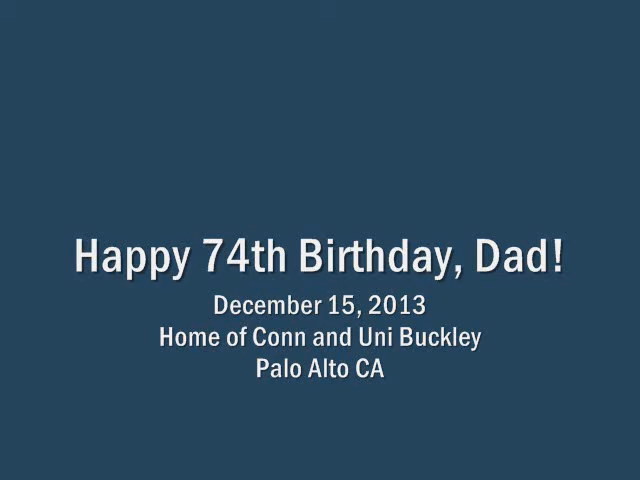 Happy 74th Birthday, Dad!
December 15, 2013
Home of Conn and Uni Buckley
Palo Alto CA